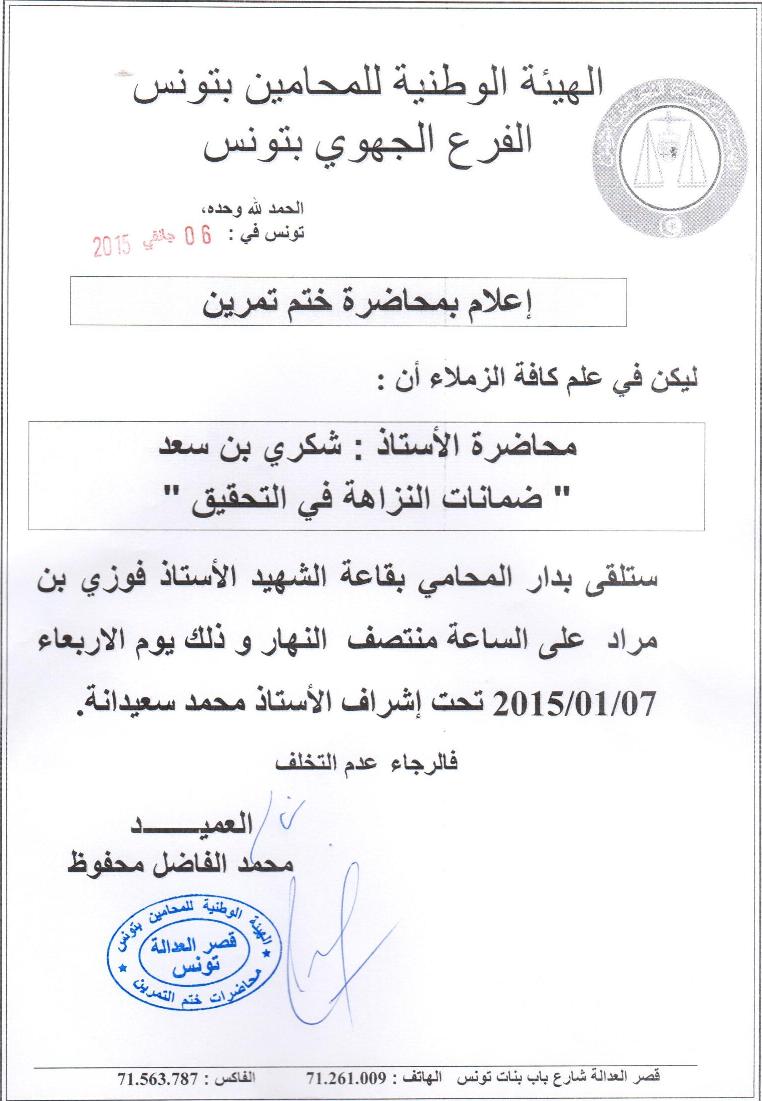 الهيئة الوطنية للمحامين بتونس
الفرع الجهوي بتونس
الحمد لله وحده،
تونس في : 06 جانفي 2015
إعلام بمحاضرة ختم تمرين
ليكن في علم كافة الزملاء أن :
محاضرة الأستاذ : شكري بن سعد
" ضمانات النزاهة في التحقيق "
ستلقى بدار المحامي بقاعة الشهيد الأستاذ فوزي بن
مراد على الساعة منتصف النهار و ذلك يوم الاربعاء
2015/01/07 تحت إشراف الأستاذ محمد سعيدانة.
فالرجاء عدم التخلف
العميـــــــد
محمد الفاضل محفوظ
الهيئة الوطنية للمحامين بتونس
قصر العدالة
تونس
محاضرات ختم التمرين
قصر العدالة شارع باب بنات تونس الهاتف : 71.261.009 الفاكس : 71.563.787